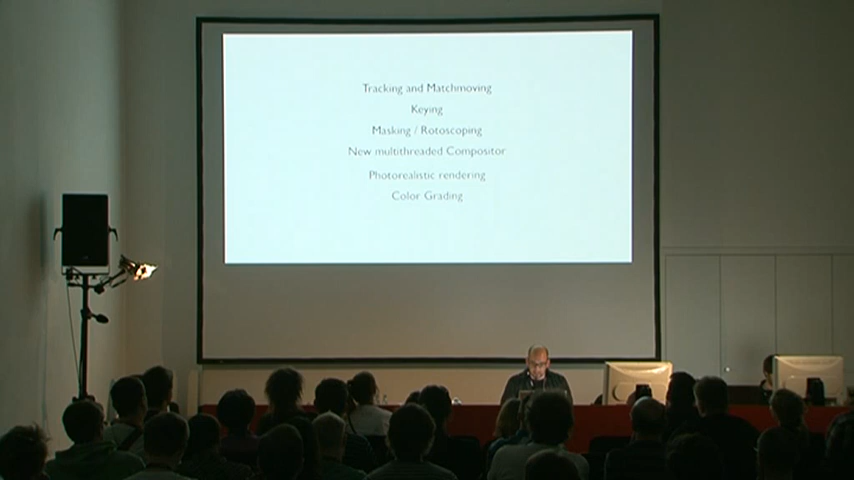 Tracking and Matchmoving
Keying
Masking / Rotoscoping
New multithreaded Compositor
Photorealistic rendering
Color Grading